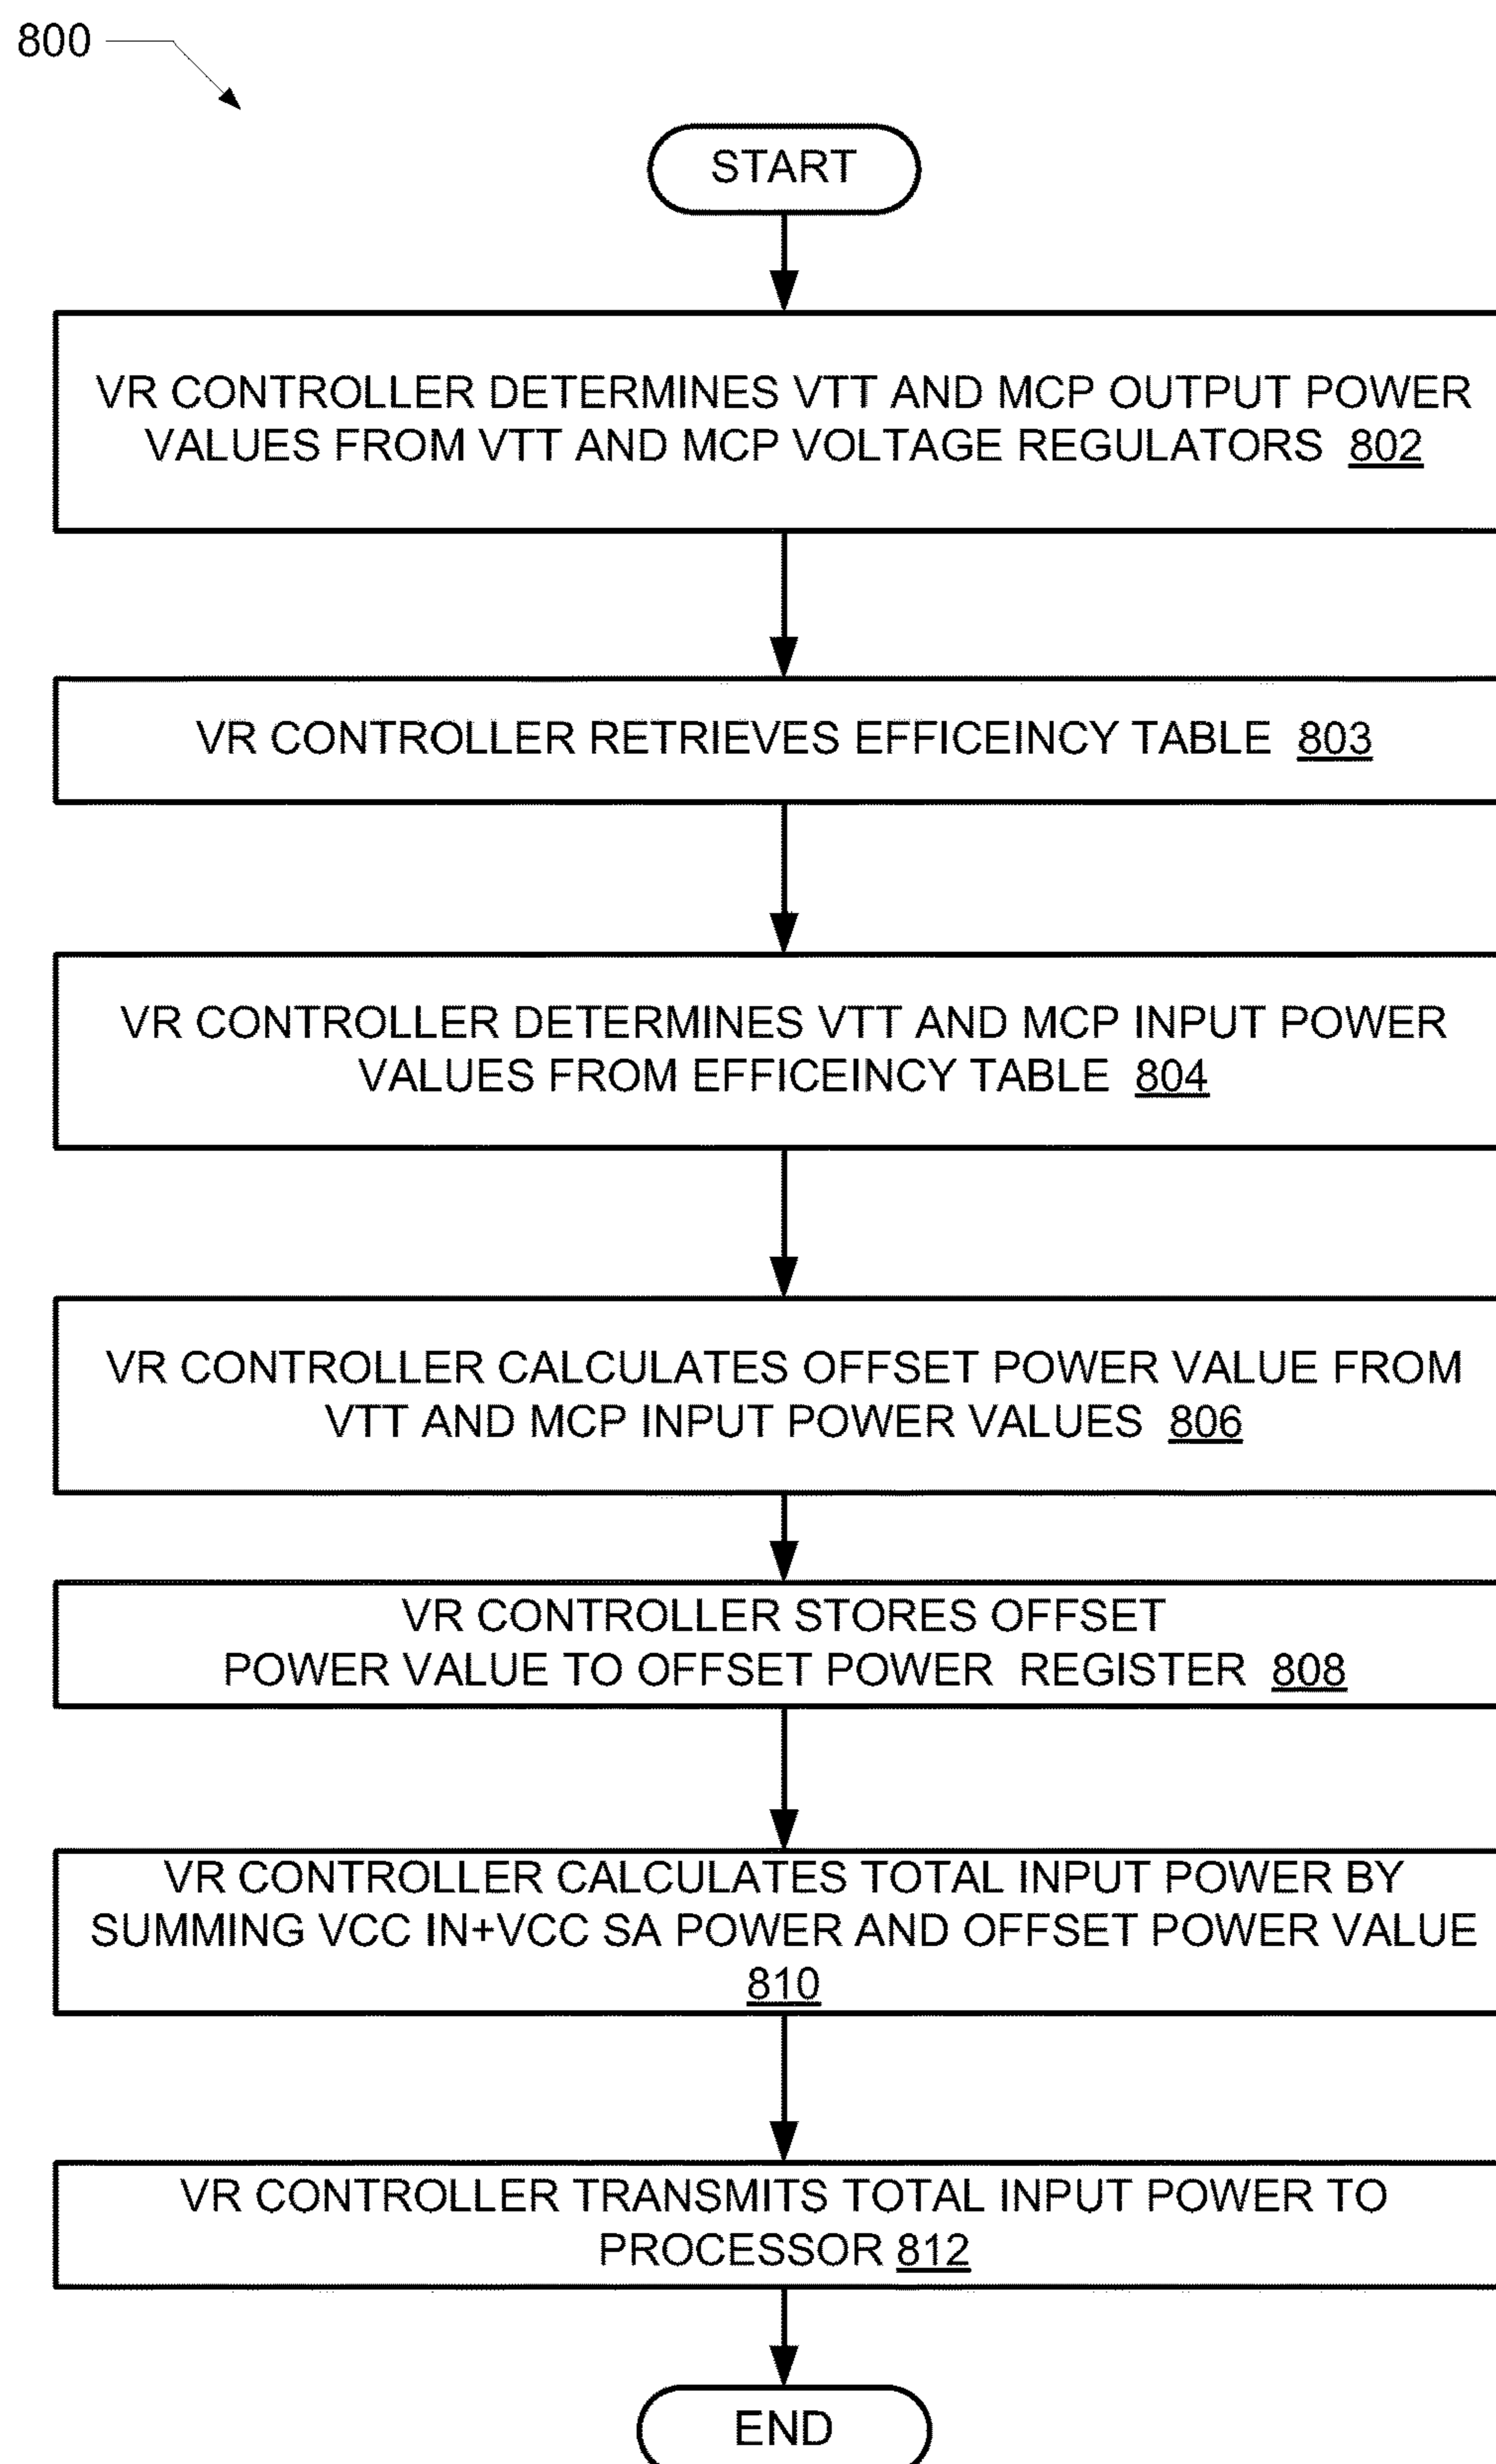 800
START
VR CONTROLLER DETERMINES VTT AND MCP OUTPUT POWER
VALUES FROM VTT AND MCP VOLTAGE REGULATORS 802
VR CONTROLLER RETRIEVES EFFICEINCY TABLE 803
VR CONTROLLER DETERMINES VTT AND MCP INPUT POWER
VALUES FROM EFFICEINCY TABLE 804
VR CONTROLLER CALCULATES OFFSET POWER VALUE FROM
VTT AND MCP INPUT POWER VALUES 806
VR CONTROLLER STORES OFFSET
POWER VALUE TO OFFSET POWER REGISTER 808
VR CONTROLLER CALCULATES TOTAL INPUT POWER BY
SUMMING VCC IN+VCC SA POWER AND OFFSET POWER VALUE
810
VR CONTROLLER TRANSMITS TOTAL INPUT POWER TO
PROCESSOR 812
END